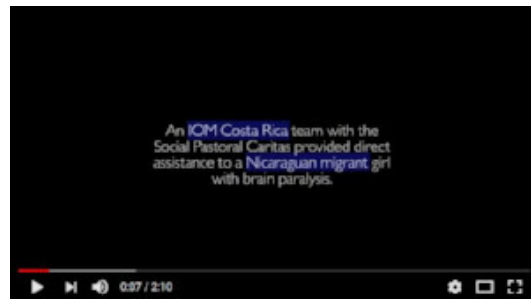 An IOM Costa Rica team with the
Social Pastoral Caritas provided direct
assistance to a Nicaraguan migrant girl
with brain paralysis.
0:07 / 2:10